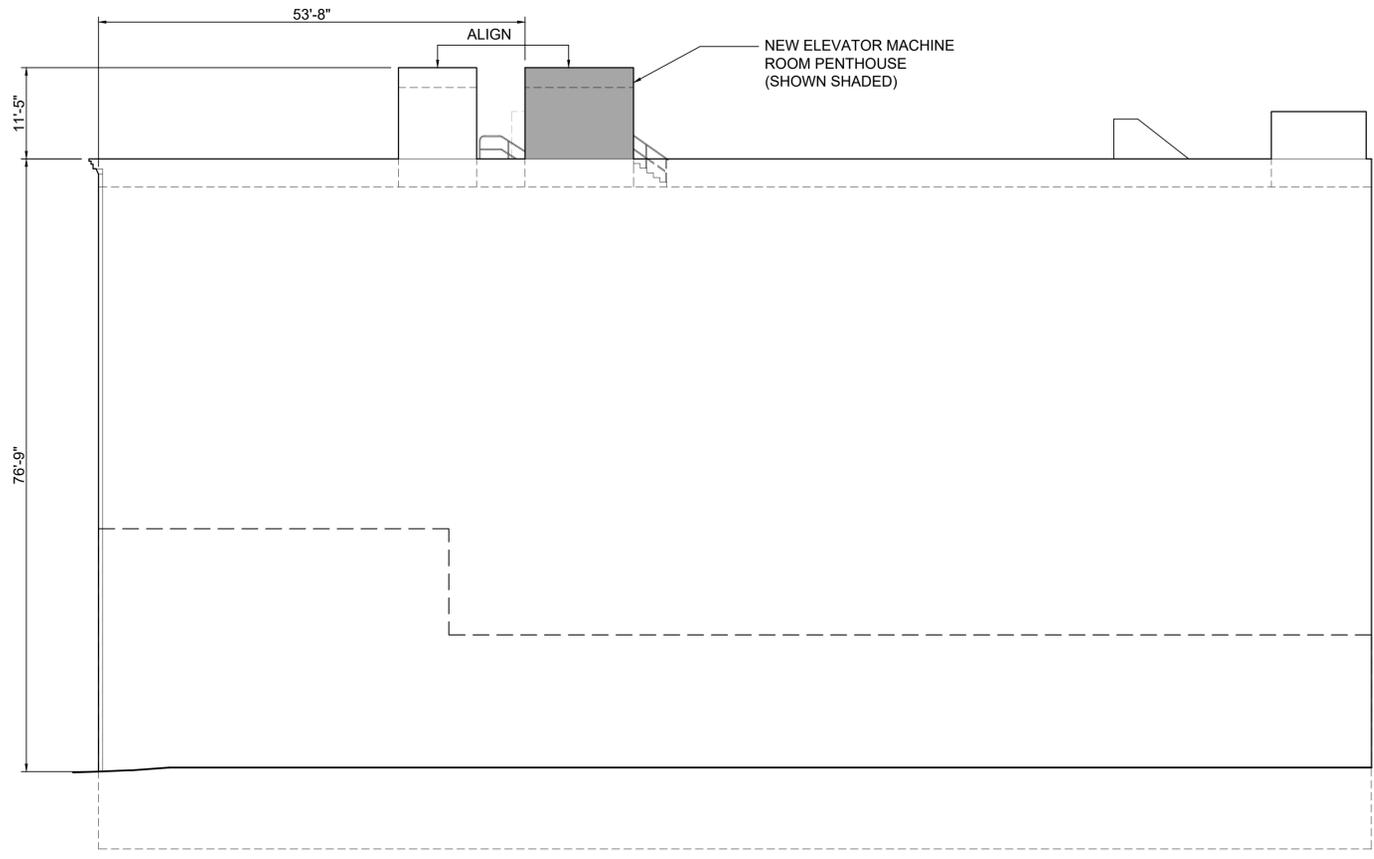 53'-8"
ALIGN
NEW ELEVATOR MACHINE
ROOM PENTHOUSE
(SHOWN SHADED)
11'-5"
76'-9"